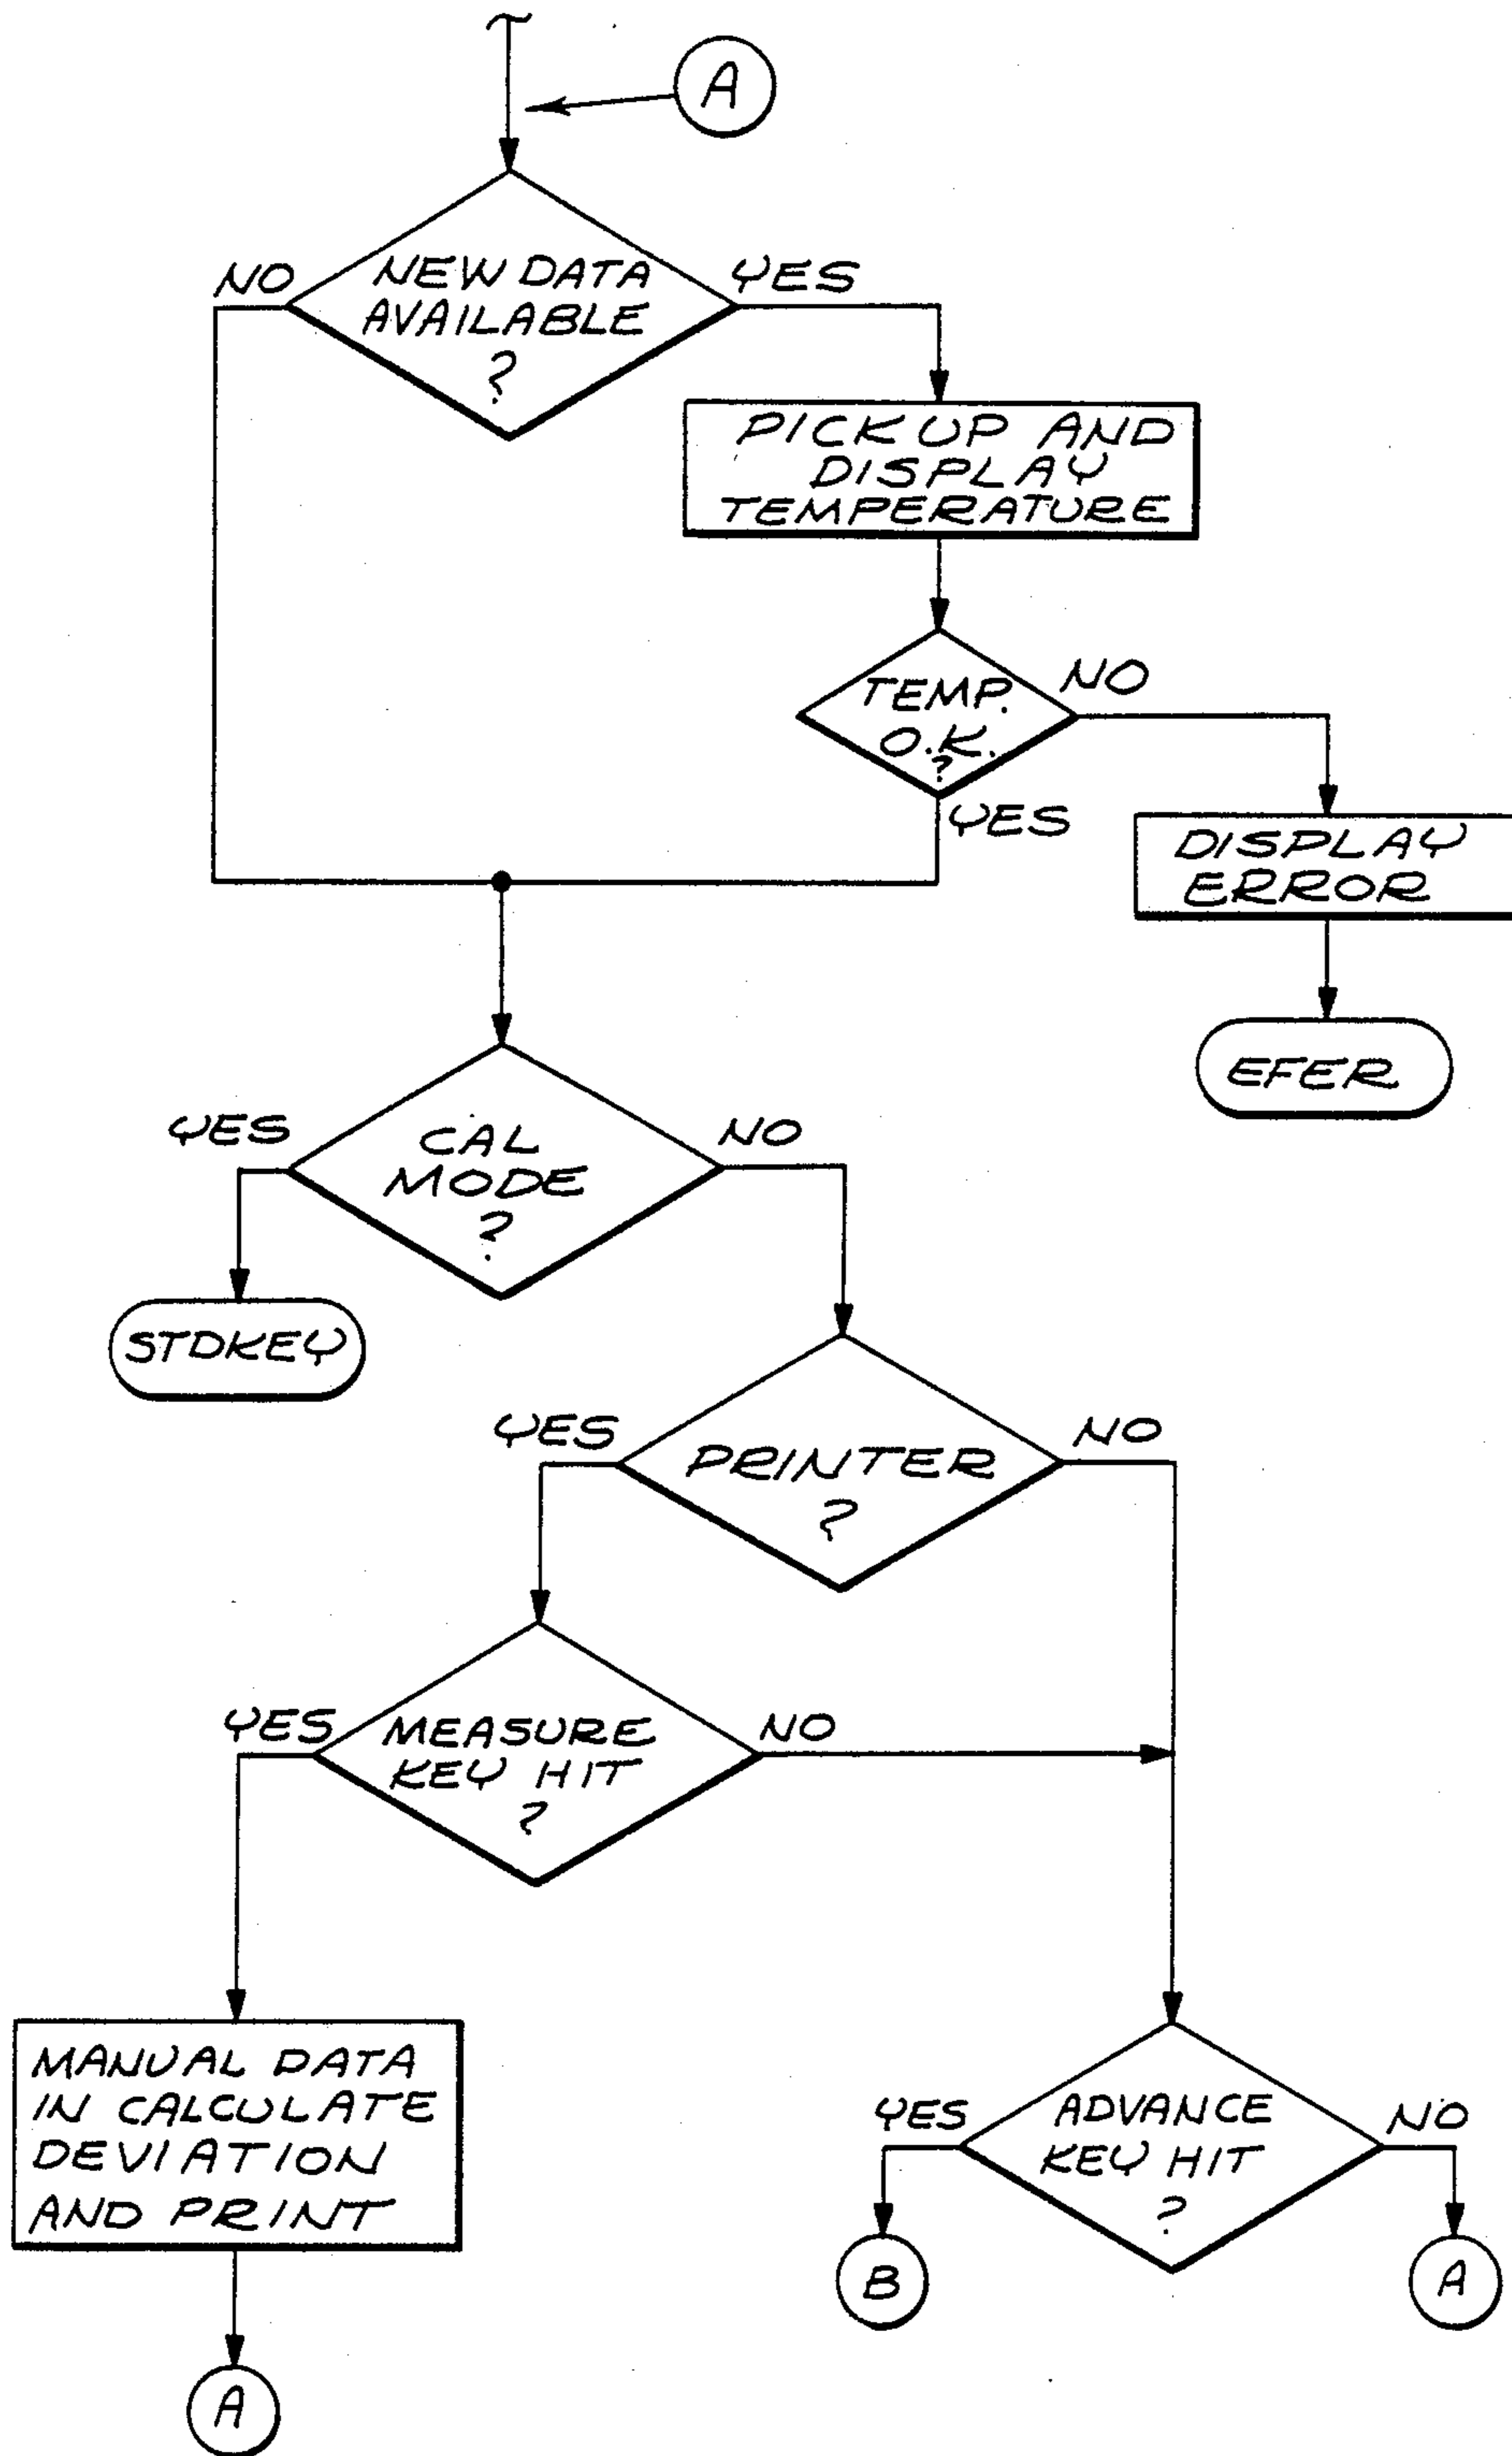 A
NO
NEW DATA
AVAILABLE
?
YES
PICK UP AND
DISPLAY
TEMPERATURE
TEMP.
O.K.
?
NO
YES
DISPLAY
ERROR
EFER
YES
CAL
MODE
?
NO
STDKEY
YES
PRINTER
?
NO
YES
MEASURE
KEY HIT
?
NO
MANUAL DATA
IN CALCULATE
DEVIATION
AND PRINT
YES
ADVANCE
KEY HIT
?
NO
B
A
A